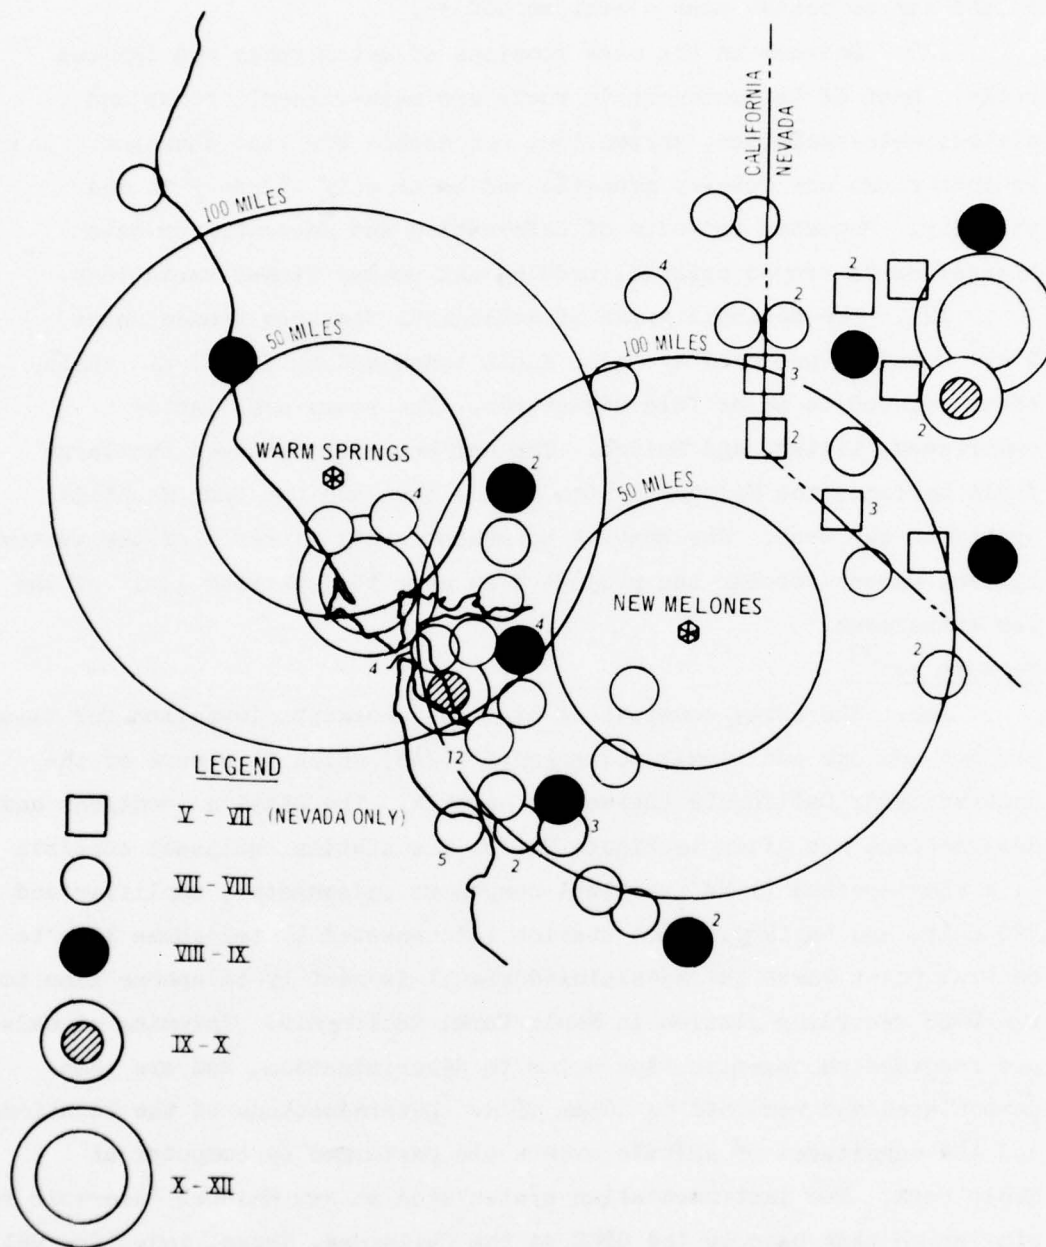 CALIFORNIA
NEVADA
100 MILES
4
2
2
50 MILES
100 MILES
3
2
2
WARM SPRINGS
2
4
50 MILES
3
NEW MELONES
4
4
2
12
LEGEND
V - VII (NEVADA ONLY)
VII - VIII
VIII - IX
IX - X
X - XII
5
2
3
2